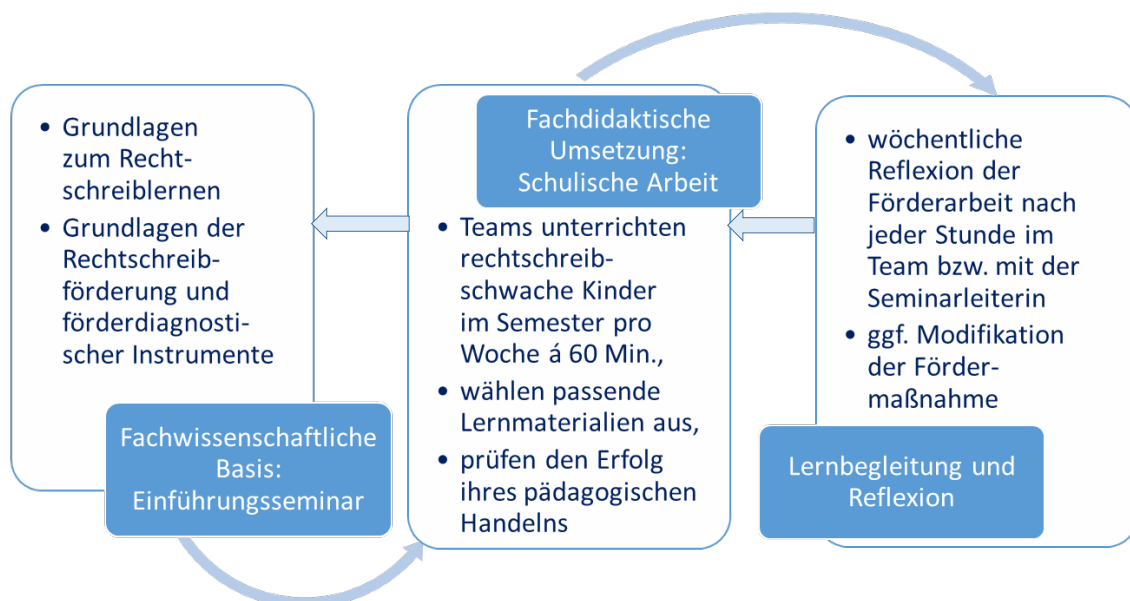 • Grundlagen
zum Recht-
schreiblernen
• Grundlagen der
Rechtschreib-
förderung und
förderdiagnosti-
scher Instrumente
Fachwissenschaftliche
Basis:
Einführungsseminar
Fachdidaktische
Umsetzung:
Schulische Arbeit
• Teams unterrichten
rechtschreib-
schwache Kinder
im Semester pro
Woche á 60 Min.,
• wählen passende
Lernmaterialien aus,
• prüfen den Erfolg
ihres pädagogischen
Handelns
• wöchentliche
Reflexion der
Förderarbeit nach
jeder Stunde im
Team bzw. mit der
Seminarleiterin
• ggf. Modifikation
der Förder-
maßnahme
Lernbegleitung und
Reflexion